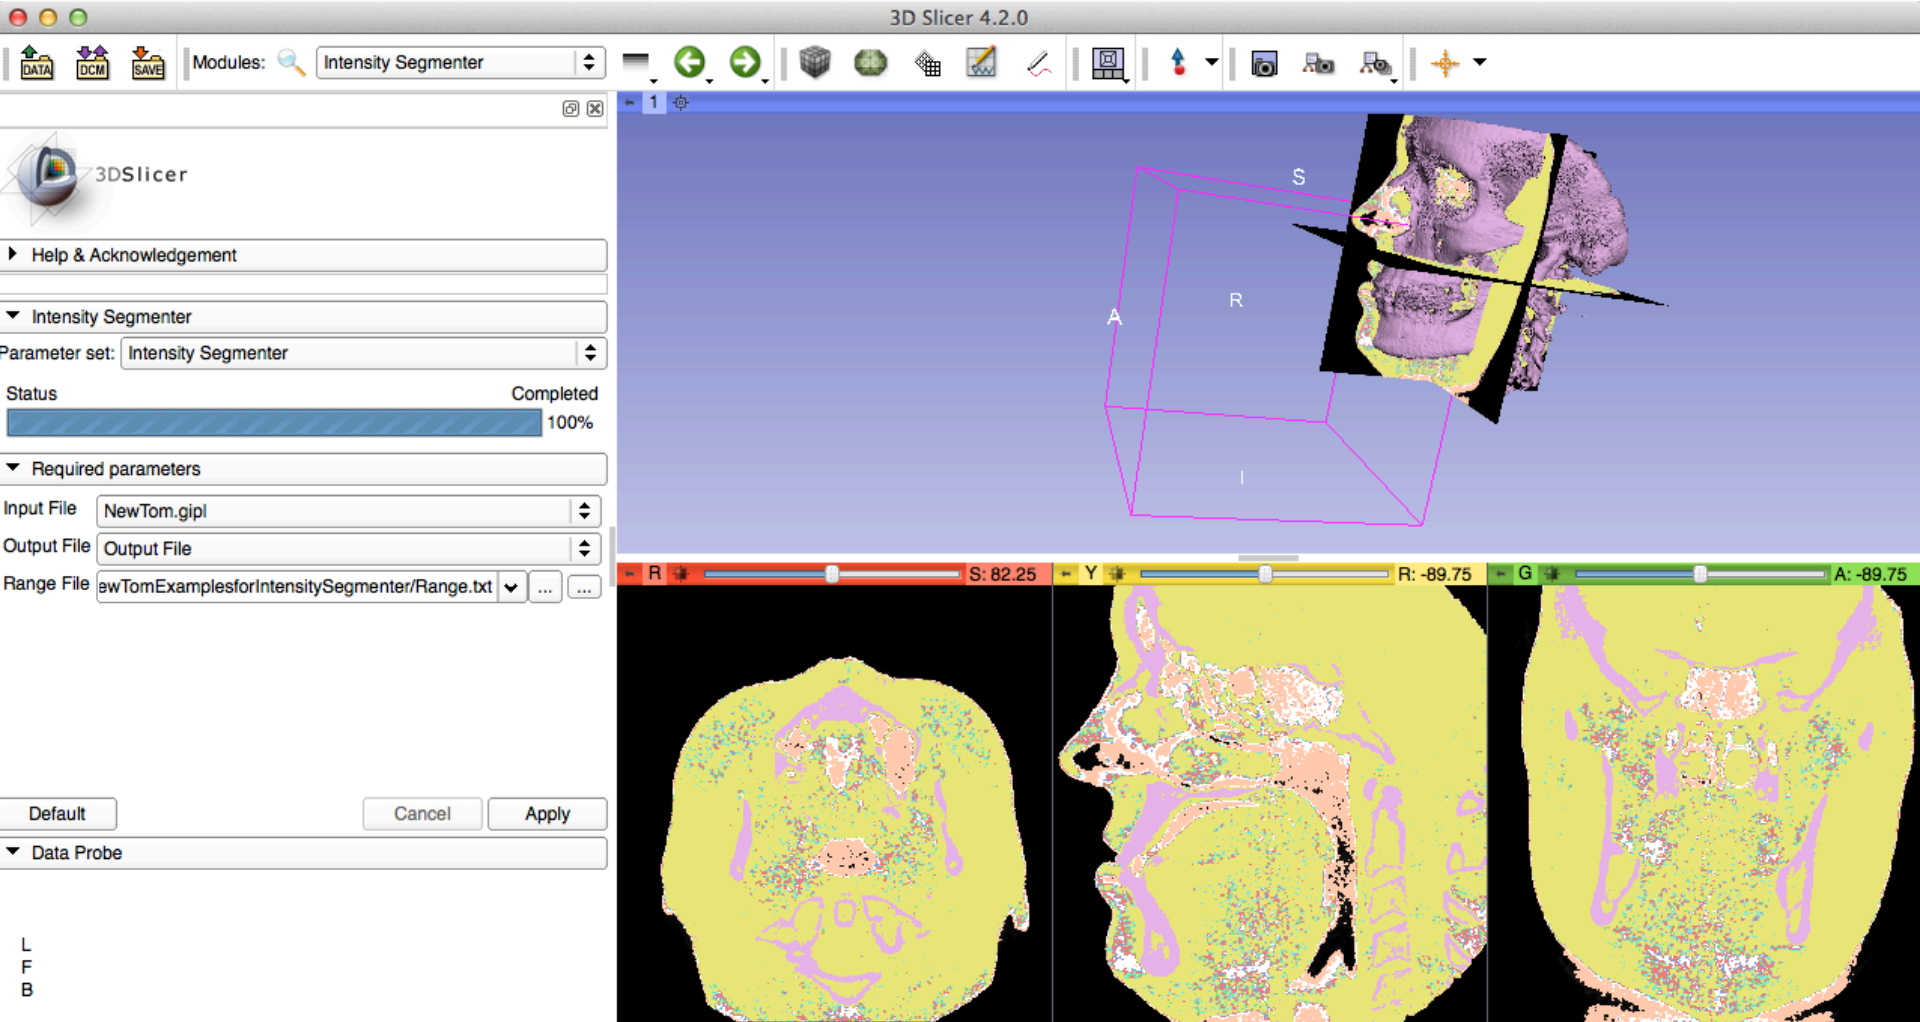 3D Slicer 4.2.0
DATA
DCM
SAVE
Modules:
Intensity Segmenter
1
3DSlicer
Help & Acknowledgement
Intensity Segmenter
Parameter set: Intensity Segmenter
Status
Completed
100%
Required parameters
Input File NewTom.gipl
Output File Output File
Range File ewTomExamplesforIntensitySegmenter/Range.txt
...
...
Default
Cancel
Apply
Data Probe
L
F
B
S
R
A
I
R
S: 82.25
Y
R: -89.75
G
A: -89.75